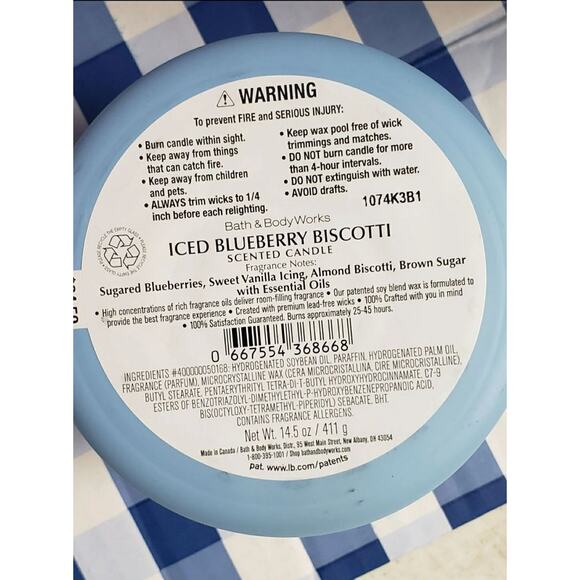 ⚠ WARNING
To prevent FIRE and SERIOUS INJURY:
• Burn candle within sight.
• Keep away from things
that can catch fire.
• Keep away from children
and pets.
• ALWAYS trim wicks to 1/4
inch before each relighting.
• Keep wax pool free of wick
trimmings and matches.
• DO NOT burn candle for more
than 4-hour intervals.
• DO NOT extinguish with water.
• AVOID drafts.
1074K3B1
Bath & Body Works
ICED BLUEBERRY BISCOTTI
SCENTED CANDLE
Fragrance Notes:
Sugared Blueberries, Sweet Vanilla Icing, Almond Biscotti, Brown Sugar
with Essential Oils
• High concentrations of rich fragrance oils deliver room-filling fragrance • Our patented soy blend wax is formulated to
provide the best fragrance experience • Created with premium lead-free wicks • 100% Crafted with you in mind
• 100% Satisfaction Guaranteed. Burns approximately 25-45 hours.
0 667554 368668
INGREDIENTS #400000050168: HYDROGENATED SOYBEAN OIL, PARAFFIN, HYDROGENATED PALM OIL,
FRAGRANCE (PARFUM), MICROCRYSTALLINE WAX (CERA MICROCRISTALLINA, CIRE MICROCRISTALLINE),
BUTYL STEARATE, PENTAERYTHRITYL TETRA-DI-T-BUTYL HYDROXYHYDROCINNAMATE, C7-9
ESTERS OF BENZOTRIAZOLYL-DIMETHYLETHYL-P-HYDROXYBENZENEPROPANOIC ACID,
BIS(OCTYLOXY-TETRAMETHYL-PIPERIDYL) SEBACATE, BHT.
CONTAINS FRAGRANCE ALLERGENS.
Net Wt. 14.5 oz / 411 g
Made in Canada / Bath & Body Works, Distr., 95 West Main Street, New Albany, OH 43054
1-800-395-1001 / Shop bathandbodyworks.com
pat. www.lb.com/patents